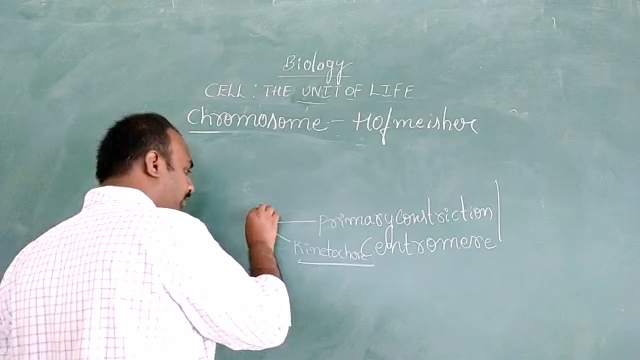 Biology
CELL: THE UNIT OF LIFE
Chromosome - Hofmeisher
primary constriction
Kinetochore Centromere